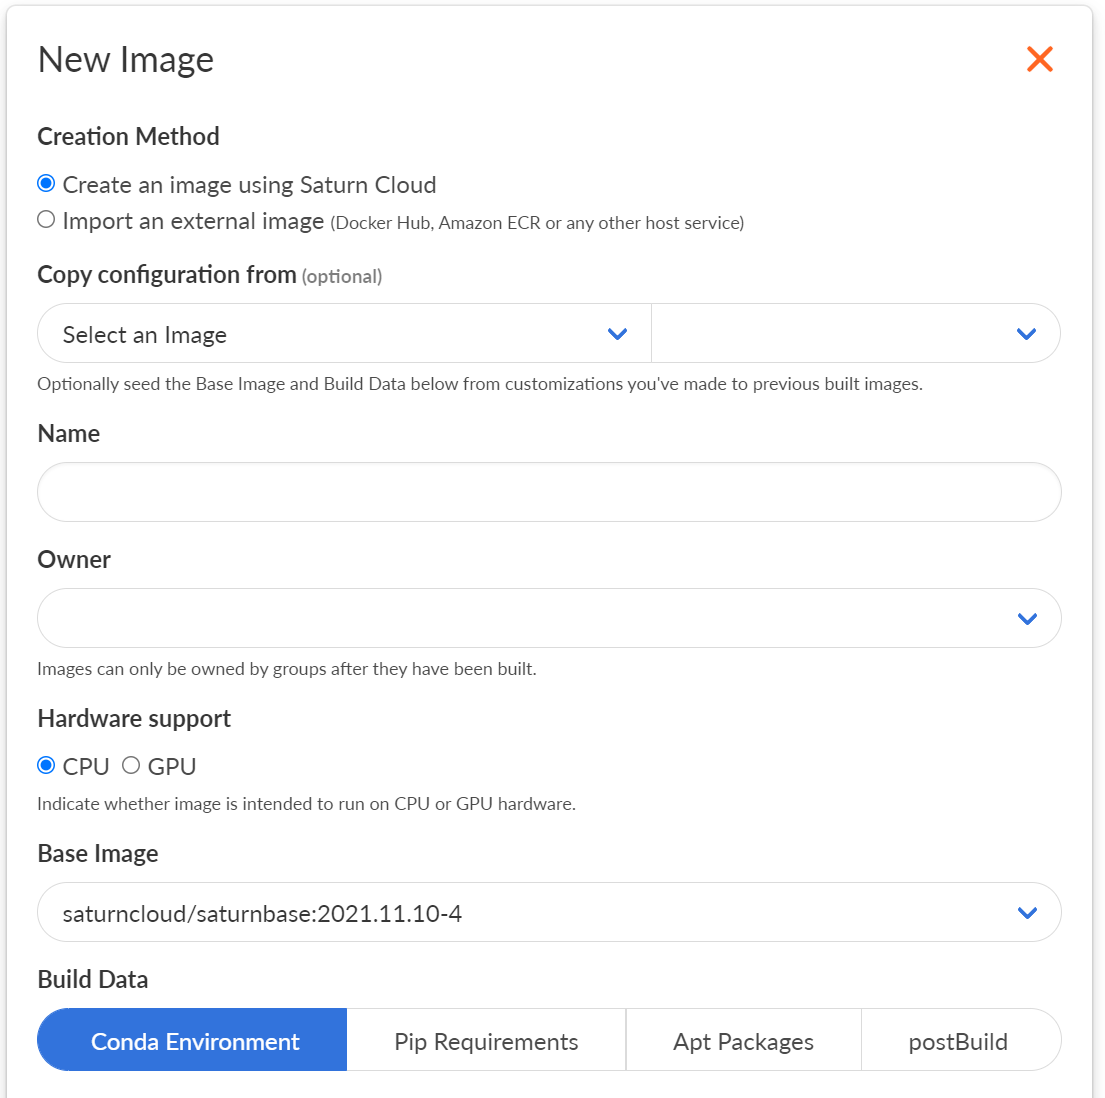 New Image
Creation Method
Create an image using Saturn Cloud
Import an external image (Docker Hub, Amazon ECR or any other host service)
Copy configuration from (optional)
Select an Image
Optionally seed the Base Image and Build Data below from customizations you've made to previous built images.
Name
Owner
Images can only be owned by groups after they have been built.
Hardware support
CPU GPU
Indicate whether image is intended to run on CPU or GPU hardware.
Base Image
saturncloud/saturnbase:2021.11.10-4
Build Data
Conda Environment Pip Requirements Apt Packages postBuild